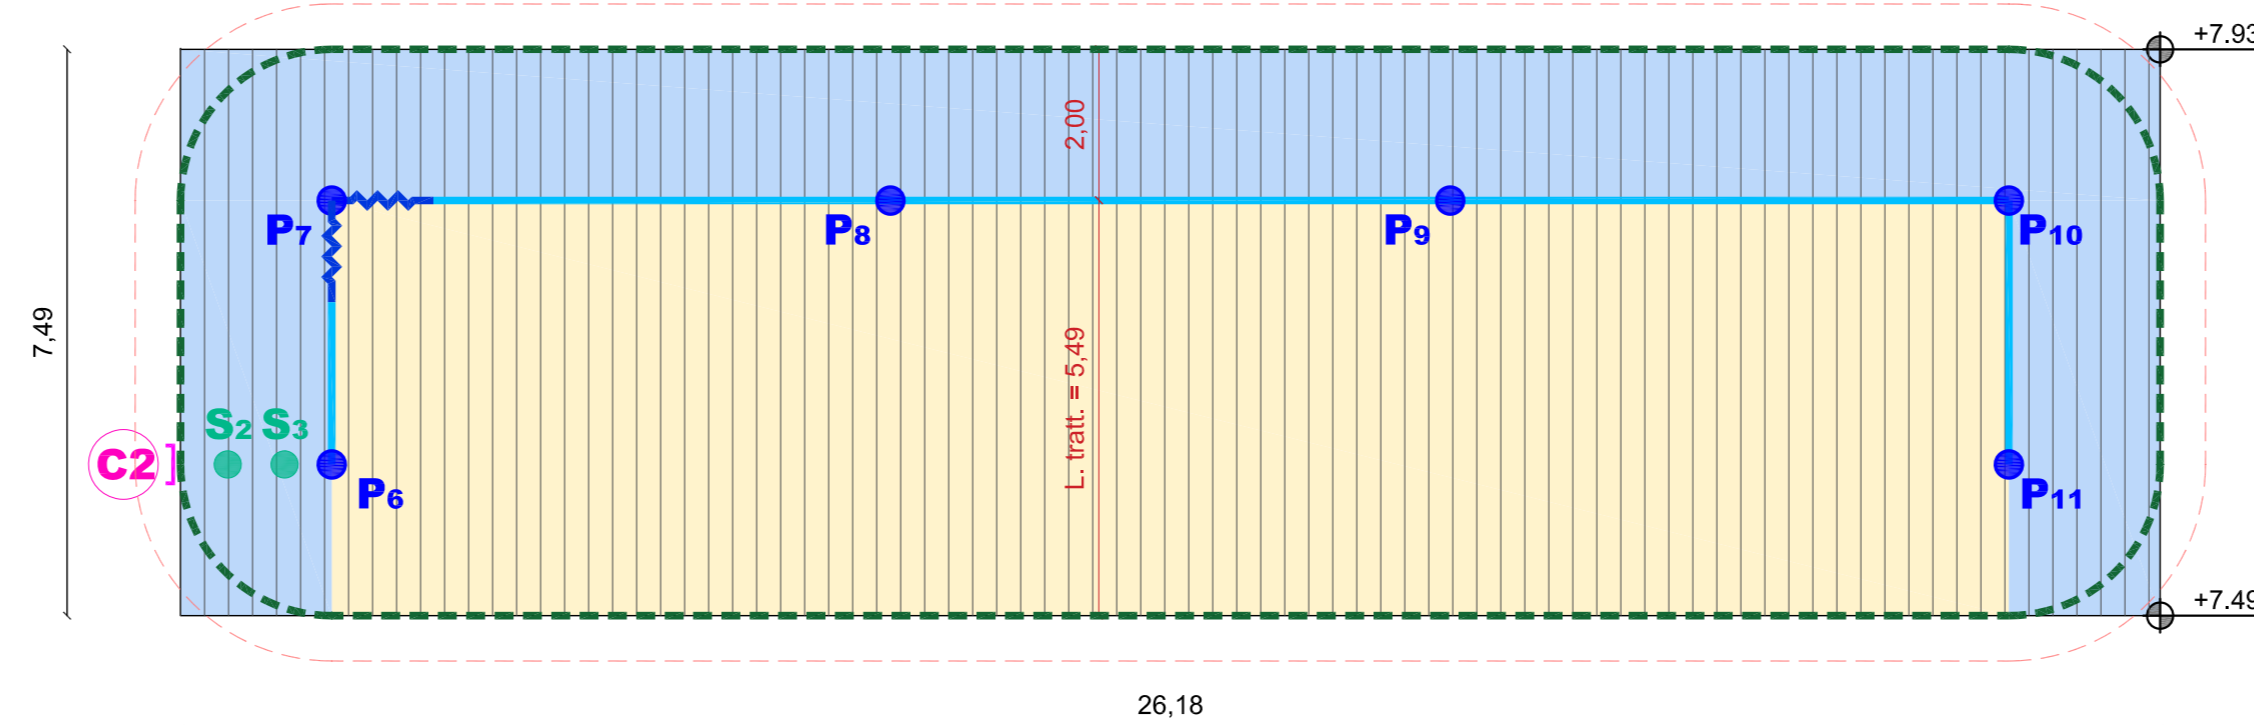 +7.93
2,00
P7
P8
P9
P10
7,49
L. tratt. = 5,49
S2 S3
C2
P6
P11
+7.49
26,18